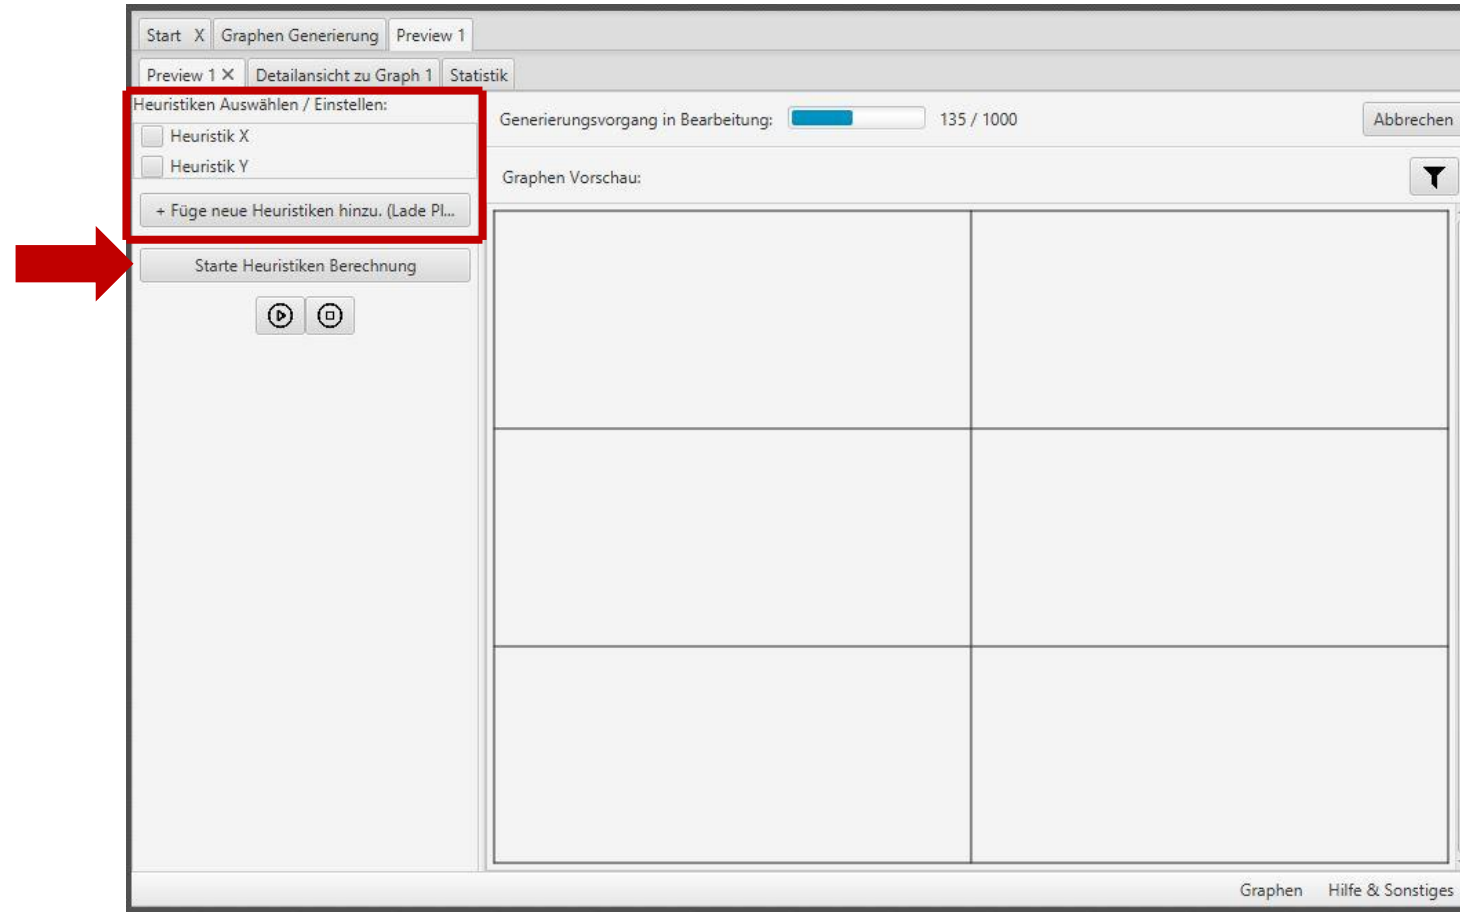 Start X Graphen Generierung Preview 1
Preview 1 X Detailansicht zu Graph 1 Statistik
Heuristiken Auswählen / Einstellen:
Heuristik X
Heuristik Y
+ Füge neue Heuristiken hinzu. (Lade Pl...
Starte Heuristiken Berechnung
Generierungsvorgang in Bearbeitung: 135 / 1000 Abbrechen
Graphen Vorschau:
Graphen Hilfe & Sonstiges